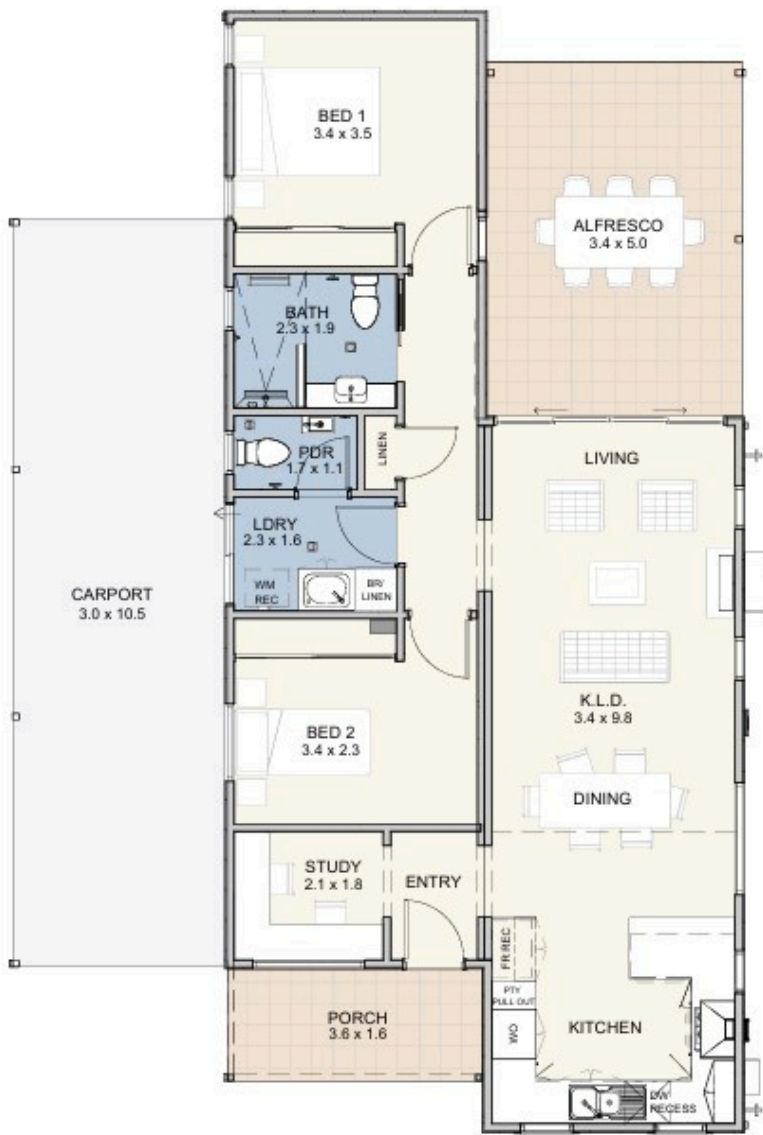 BED 1
3.4 x 3.5
ALFRESCO
3.4 x 5.0
BATH
2.3 x 1.9
PDR
1.7 x 1.1
LINEN
LIVING
LDRY
2.3 x 1.6
WM
REC
BR/
LINEN
CARPORT
3.0 x 10.5
K.L.D.
3.4 x 9.8
BED 2
3.4 x 2.3
DINING
STUDY
2.1 x 1.8
ENTRY
FR.REC
PTY
PULL OUT
PORCH
3.6 x 1.6
KITCHEN
DW
RECESS